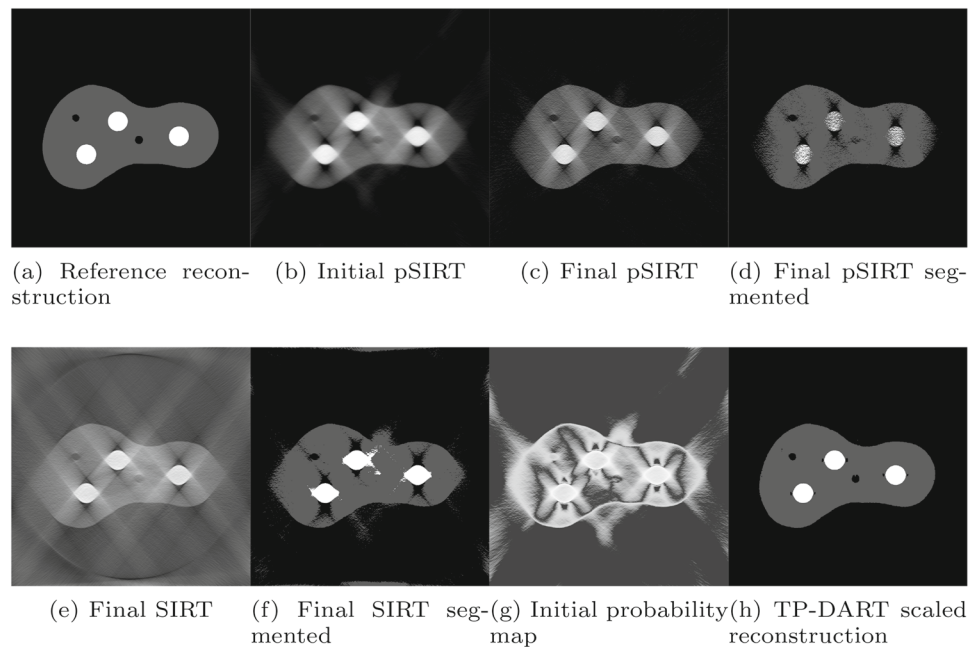 (a) Reference recon-
struction
(b) Initial pSIRT
(c) Final pSIRT
(d) Final pSIRT seg-
mented
(e) Final SIRT
(f) Final SIRT seg-
mented
(g) Initial probability
map
(h) TP-DART scaled
reconstruction